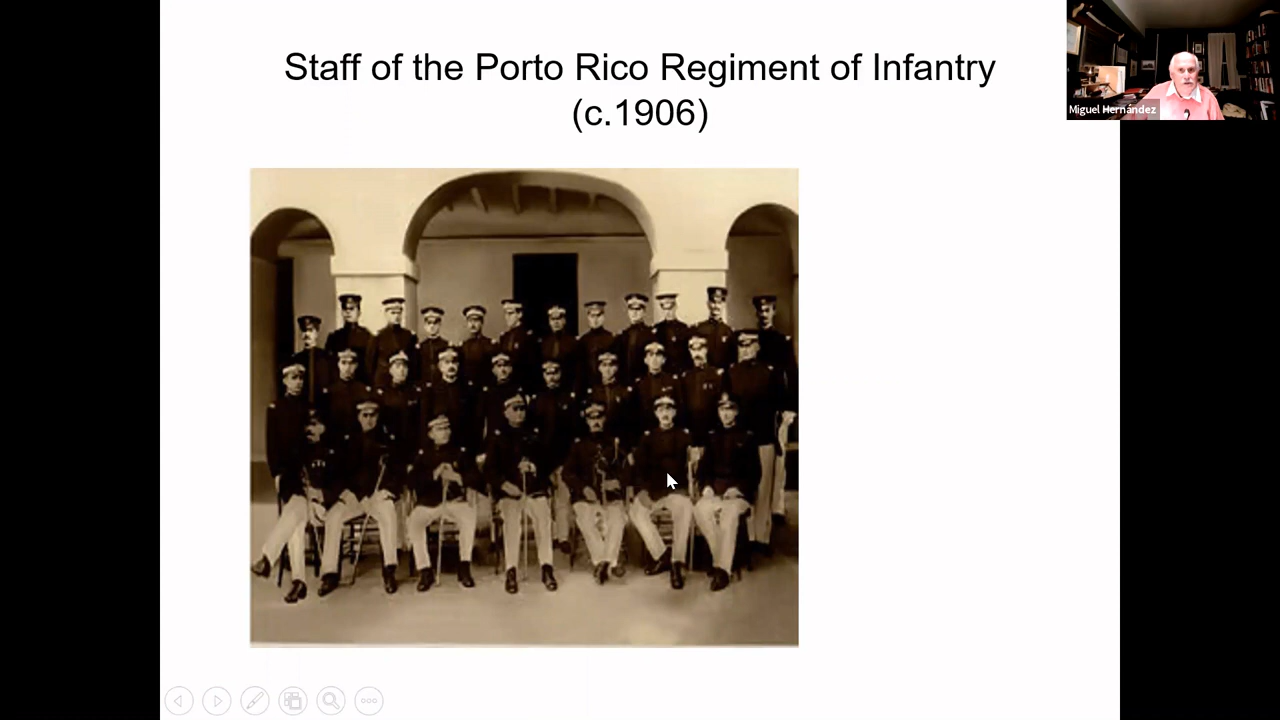 Staff of the Porto Rico Regiment of Infantry
(c.1906)
Miguel Hernández